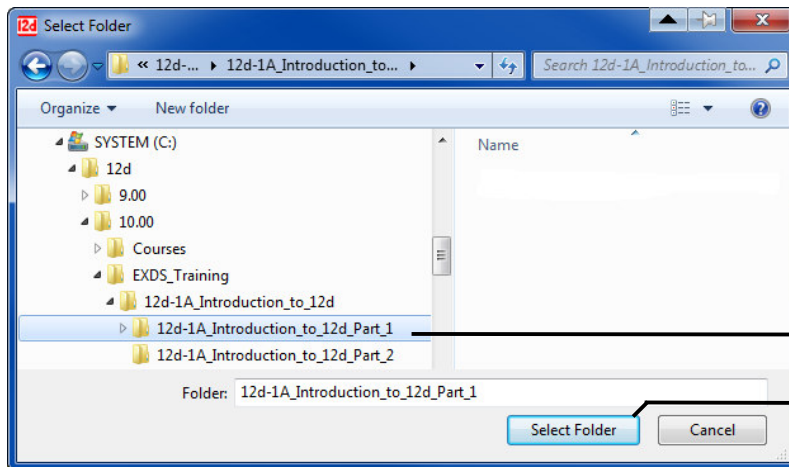 12d Select Folder
« 12d-... 12d-1A_Introduction_to... Search 12d-1A_Introduction_to...
Organize New folder
SYSTEM (C:) Name
12d
9.00
10.00
Courses
EXDS_Training
12d-1A_Introduction_to_12d
12d-1A_Introduction_to_12d_Part_1
12d-1A_Introduction_to_12d_Part_2
Folder: 12d-1A_Introduction_to_12d_Part_1
Select Folder Cancel